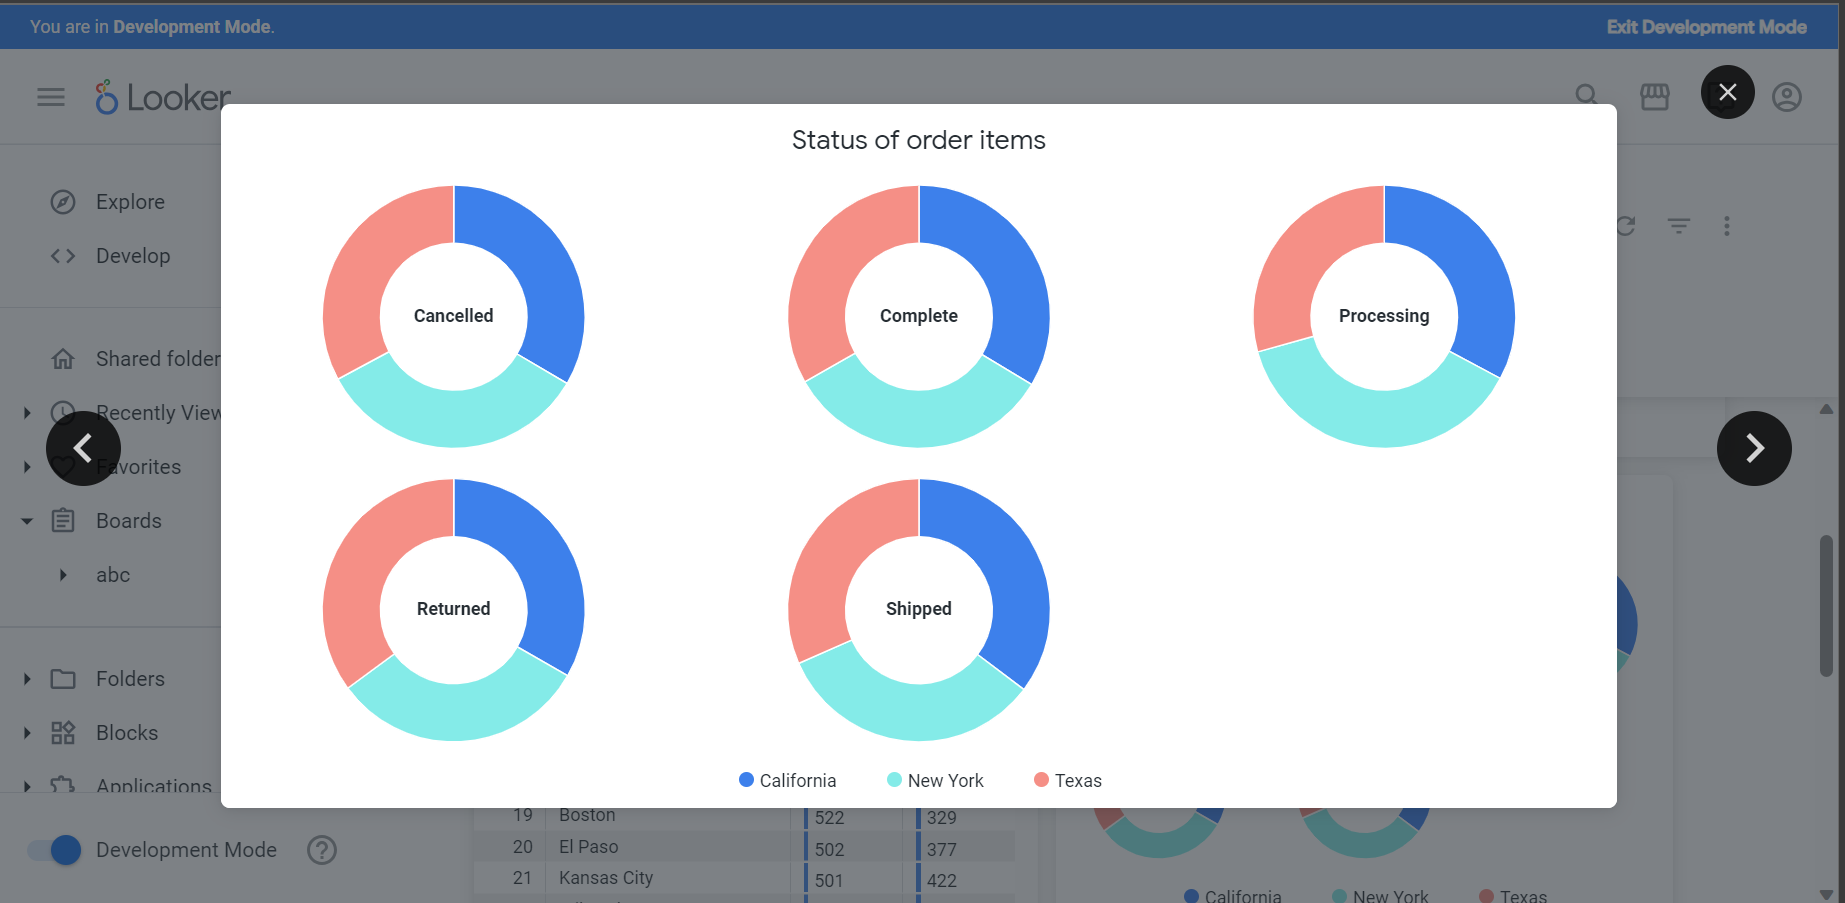 You are in Development Mode.
Exit Development Mode
Looker
Explore
Develop
Shared folder
Recently View
Favorites
Boards
abc
Folders
Blocks
Applications
Development Mode
?
Status of order items
Cancelled
Complete
Processing
Returned
Shipped
California New York Texas
19 Boston 522 329
20 El Paso 502 377
21 Kansas City 501 422
California New York Texas